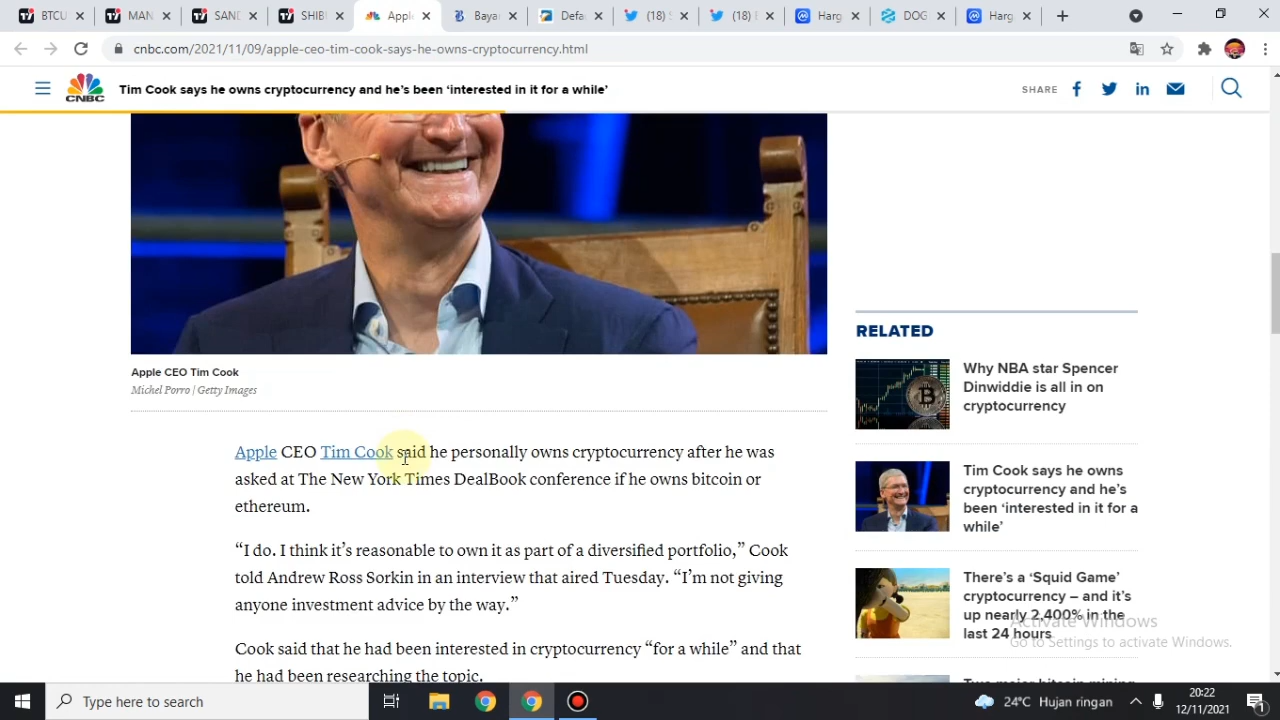 BTCU
MAN
SAND
SHIB
Apple
Bayar
Defa
(18)
(18)
Harg
DOG
Harg
cnbc.com/2021/11/09/apple-ceo-tim-cook-says-he-owns-cryptocurrency.html
CNBC
Tim Cook says he owns cryptocurrency and he’s been ‘interested in it for a while’
SHARE
Apple CEO Tim Cook
Michel Porro | Getty Images
Apple CEO Tim Cook said he personally owns cryptocurrency after he was
asked at The New York Times DealBook conference if he owns bitcoin or
ethereum.
“I do. I think it’s reasonable to own it as part of a diversified portfolio,” Cook
told Andrew Ross Sorkin in an interview that aired Tuesday. “I’m not giving
anyone investment advice by the way.”
Cook said that he had been interested in cryptocurrency “for a while” and that
he had been researching the topic.
RELATED
Why NBA star Spencer
Dinwiddie is all in on
cryptocurrency
Tim Cook says he owns
cryptocurrency and he’s
been ‘interested in it for a
while’
There’s a ‘Squid Game’
cryptocurrency – and it’s
up nearly 2,400% in the
last 24 hours
Two major bitcoin mining
Activate Windows
Go to Settings to activate Windows.
Type here to search
24°C Hujan ringan
20:22
12/11/2021
1